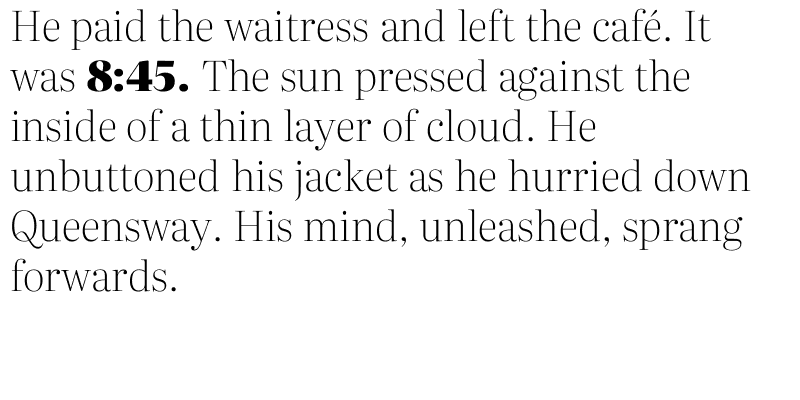 He paid the waitress and left the café. It
was 8:45. The sun pressed against the
inside of a thin layer of cloud. He
unbuttoned his jacket as he hurried down
Queensway. His mind, unleashed, sprang
forwards.